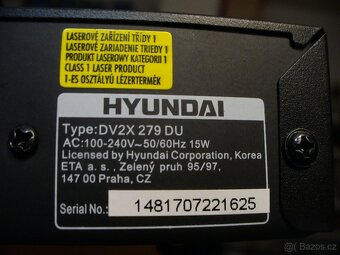 LASEROVÉ ZAŘÍZENÍ TŘÍDY 1
LASEROVÉ ZARIADENIE TRIEDY 1
PRODUKT LASEROWY KATEGORII 1
CLASS 1 LASER PRODUCT
1-ES OSZTÁLYÚ LÉZERTERMÉK
HYUNDAI
Type:DV2X 279 DU
AC:100-240V~50/60Hz 15W
Licensed by Hyundai Corporation, Korea
ETA a.s., Zelený pruh 95/97,
147 00 Praha, CZ
Serial No.: 1481707221625
bazos.cz